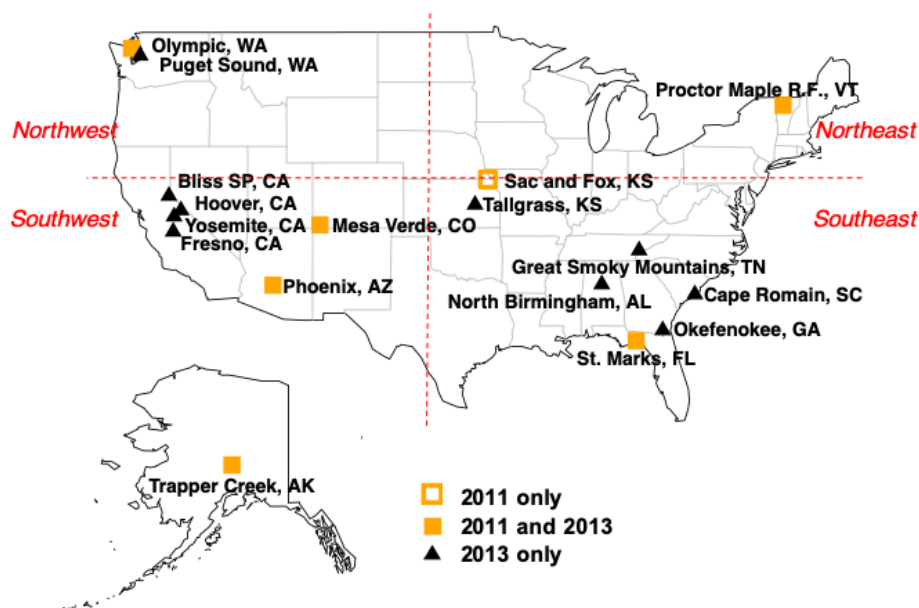 Olympic, WA
Puget Sound, WA
Proctor Maple R.F., VT
Northwest
Northeast
Bliss SP, CA
Sac and Fox, KS
Hoover, CA
Tallgrass, KS
Southwest
Southeast
Yosemite, CA
Mesa Verde, CO
Fresno, CA
Great Smoky Mountains, TN
Phoenix, AZ
North Birmingham, AL
Cape Romain, SC
Okefenokee, GA
St. Marks, FL
Trapper Creek, AK
2011 only
2011 and 2013
2013 only